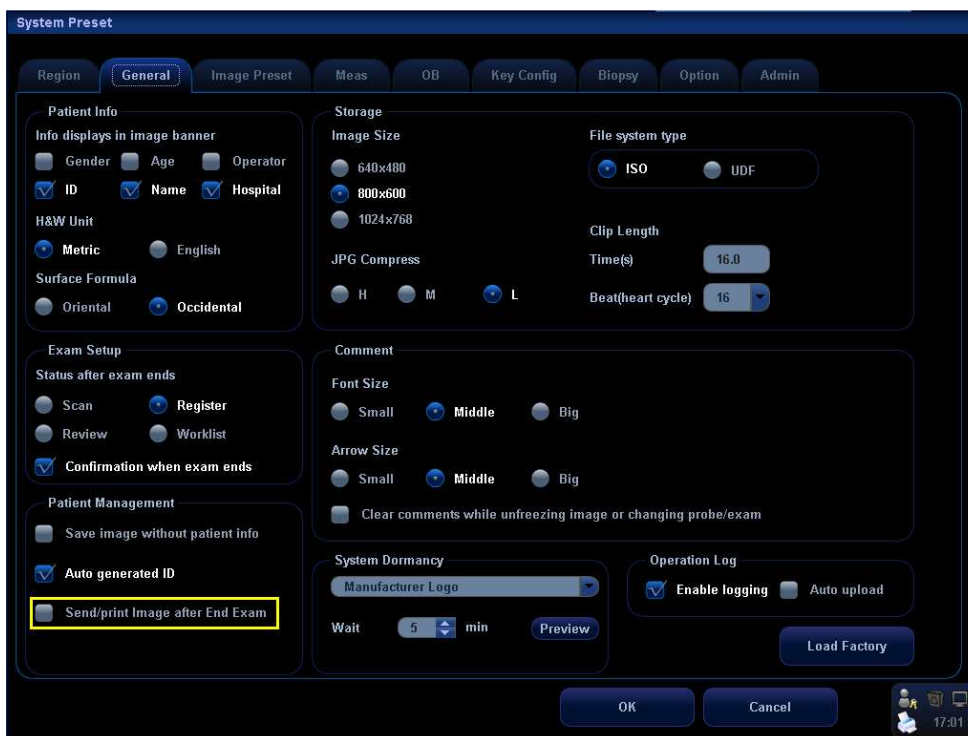 System Preset
Region General Image Preset Meas OB Key Config Biopsy Option Admin
Patient Info
Info displays in image banner
Gender Age Operator
ID Name Hospital
H&W Unit
Metric English
Surface Formula
Oriental Occidental
Exam Setup
Status after exam ends
Scan Register
Review Worklist
Confirmation when exam ends
Patient Management
Save image without patient info
Auto generated ID
Send/print Image after End Exam
Storage
Image Size
640x480
800x600
1024x768
JPG Compress
H M L
File system type
ISO UDF
Clip Length
Time(s) 16.0
Beat(heart cycle) 16
Comment
Font Size
Small Middle Big
Arrow Size
Small Middle Big
Clear comments while unfreezing image or changing probe/exam
System Dormancy
Manufacturer Logo
Wait 5 min Preview
Operation Log
Enable logging Auto upload
Load Factory
OK Cancel
17:01